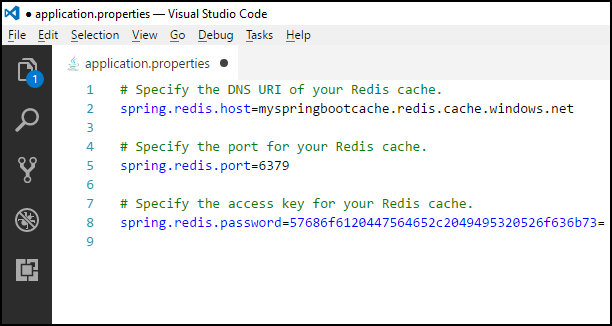 ● application.properties — Visual Studio Code
File Edit Selection View Go Debug Tasks Help
1
application.properties ●
1 # Specify the DNS URI of your Redis cache.
2 spring.redis.host=myspringbootcache.redis.cache.windows.net
3
4 # Specify the port for your Redis cache.
5 spring.redis.port=6379
6
7 # Specify the access key for your Redis cache.
8 spring.redis.password=57686f6120447564652c2049495320526f636b73=
9